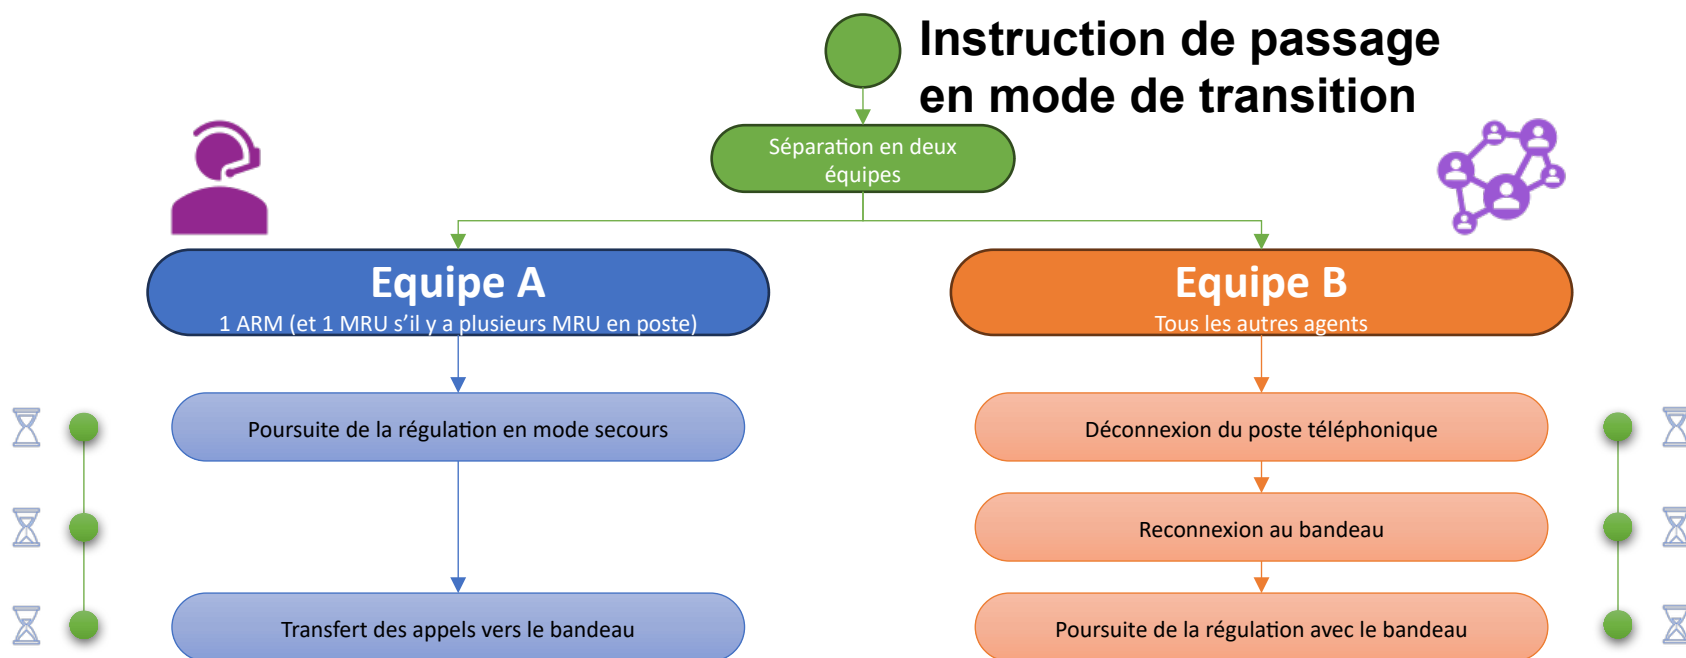 Instruction de passage
en mode de transition
Séparation en deux
équipes
Equipe A
1 ARM (et 1 MRU s’il y a plusieurs MRU en poste)
Equipe B
Tous les autres agents
Poursuite de la régulation en mode secours
Déconnexion du poste téléphonique
Reconnexion au bandeau
Transfert des appels vers le bandeau
Poursuite de la régulation avec le bandeau